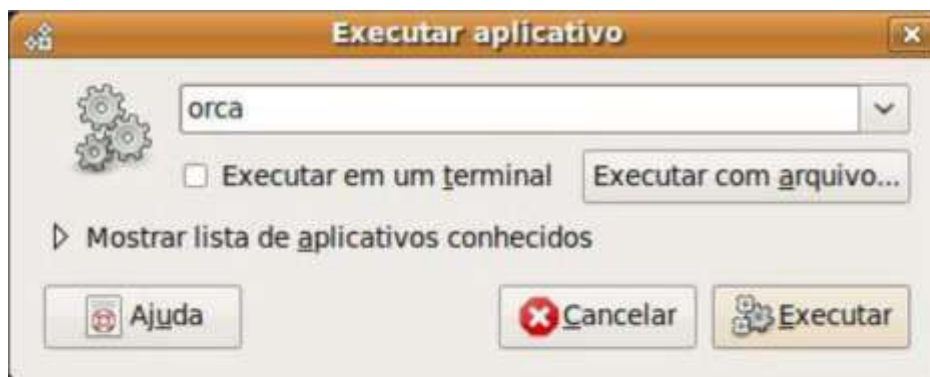 Executar aplicativo
orca
Executar em um terminal
Executar com arquivo...
Mostrar lista de aplicativos conhecidos
Ajuda
Cancelar
Executar